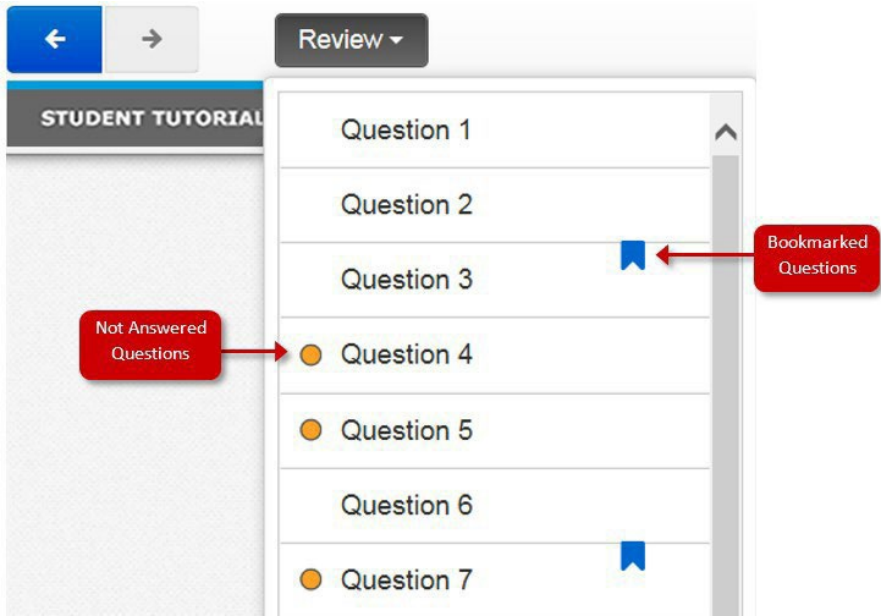 Review
STUDENT TUTORIAL
Question 1
Question 2
Bookmarked
Questions
Question 3
Not Answered
Questions
Question 4
Question 5
Question 6
Question 7